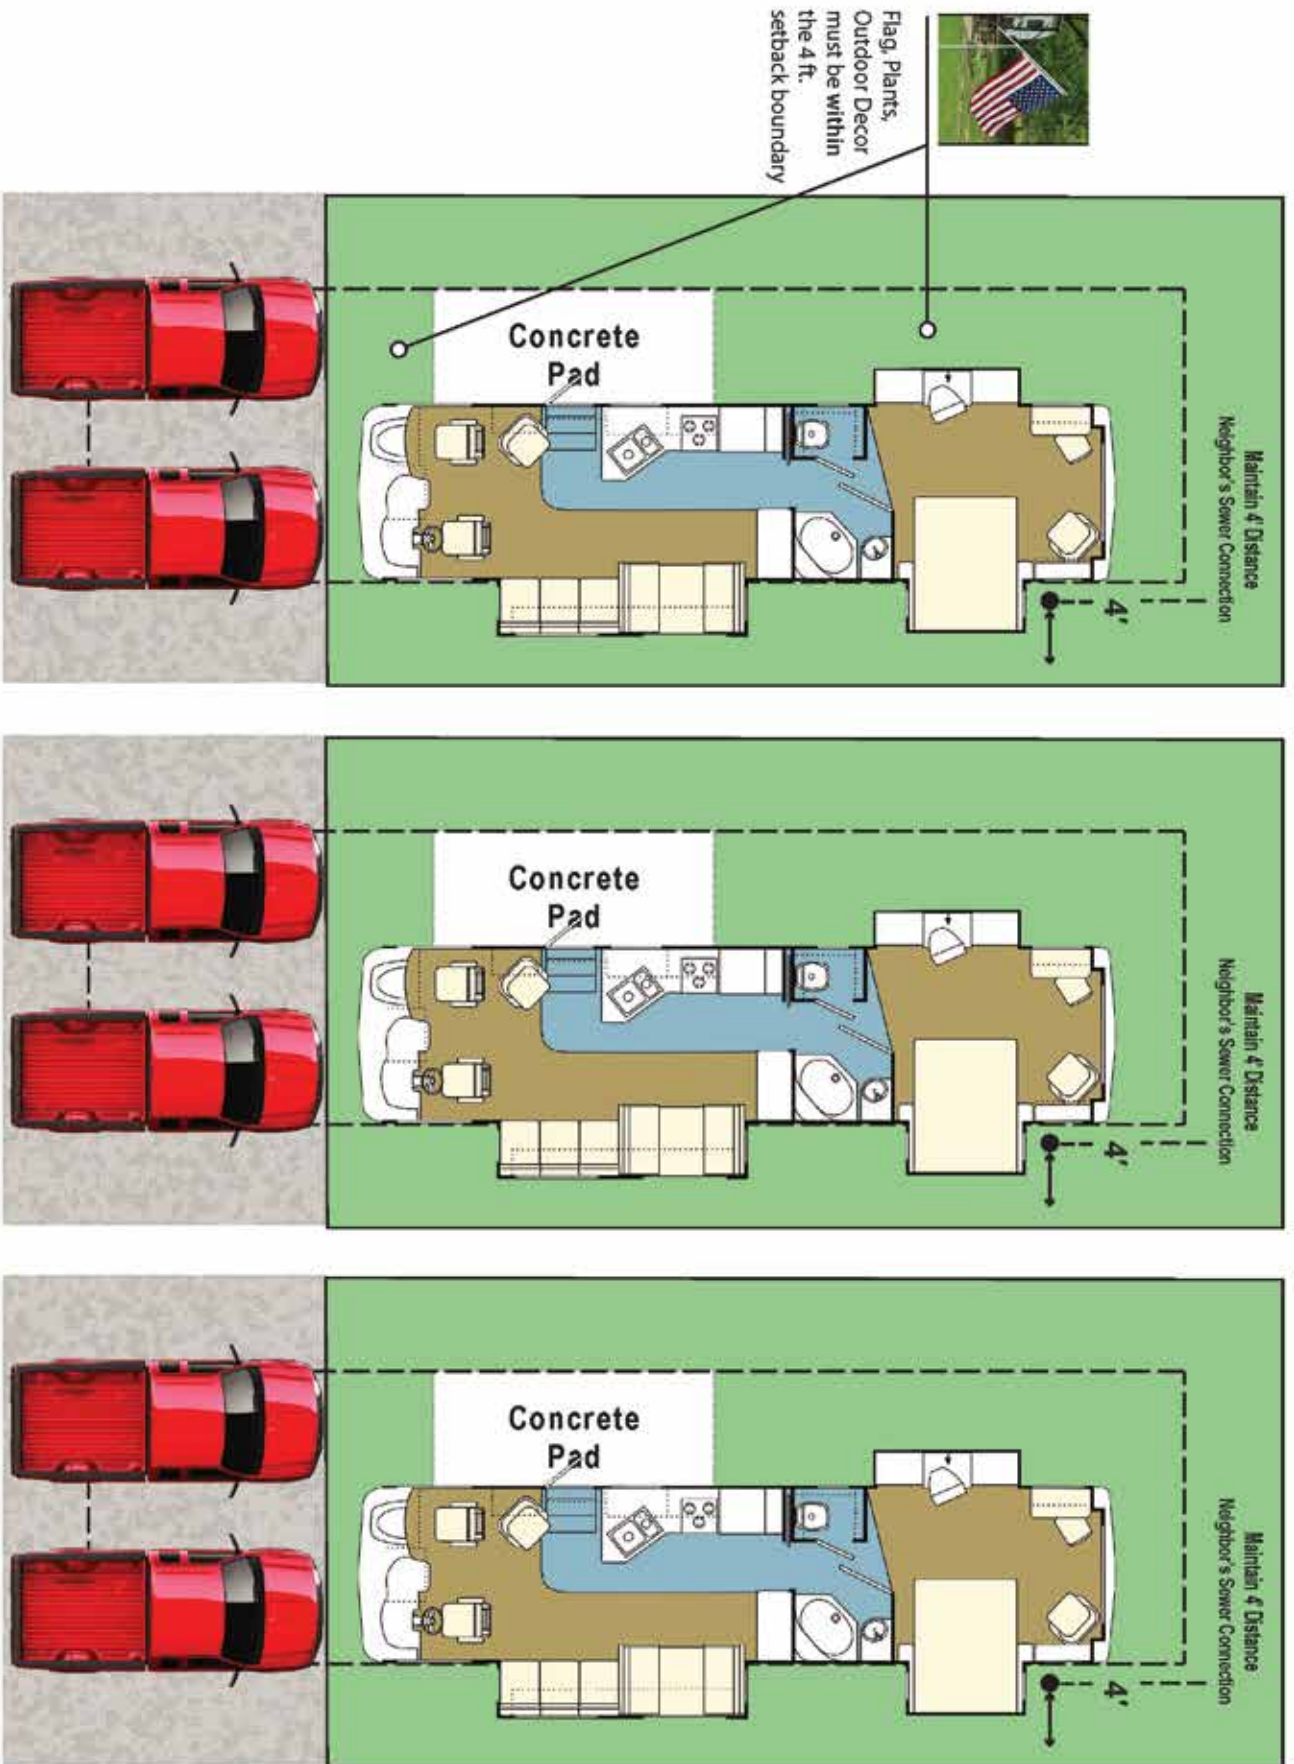 Flag, Plants,
Outdoor Decor
must be within
the 4 ft.
setback boundary
Concrete
Pad
Maintain 4' Distance
Neighbor's Sewer Connection
4'
Concrete
Pad
Maintain 4' Distance
Neighbor's Sewer Connection
4'
Concrete
Pad
Maintain 4' Distance
Neighbor's Sewer Connection
4'